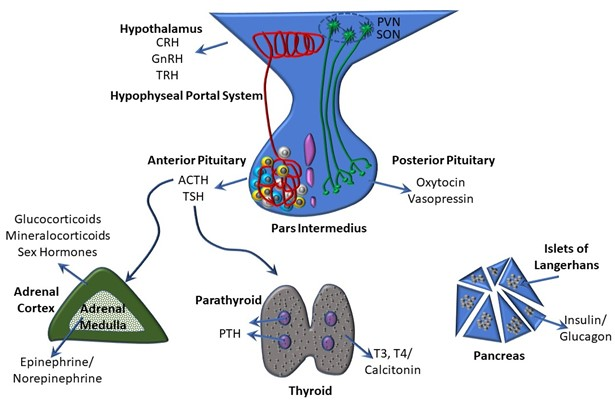 Hypothalamus
CRH
GnRH
TRH
Hypophyseal Portal System
PVN
SON
Anterior Pituitary
ACTH
TSH
Posterior Pituitary
Oxytocin
Vasopressin
Pars Intermedius
Glucocorticoids
Mineralocorticoids
Sex Hormones
Adrenal
Cortex
Adrenal
Medulla
Epinephrine/
Norepinephrine
Parathyroid
PTH
T3, T4/
Calcitonin
Thyroid
Islets of
Langerhans
Insulin/
Glucagon
Pancreas